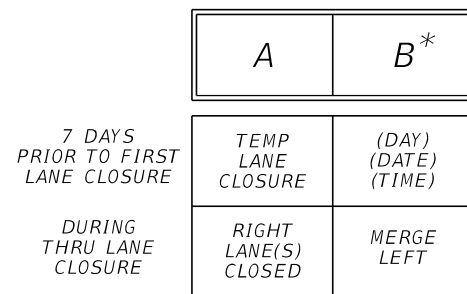 A B*
7 DAYS
PRIOR TO FIRST
LANE CLOSURE
TEMP
LANE
CLOSURE
(DAY)
(DATE)
(TIME)
DURING
THRU LANE
CLOSURE
RIGHT
LANE(S)
CLOSED
MERGE
LEFT